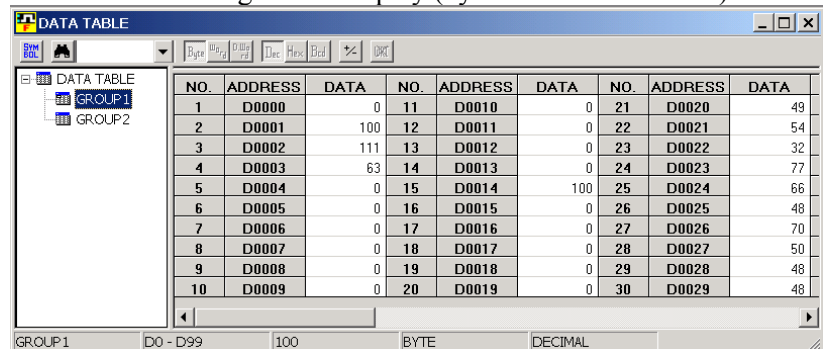 DATA TABLE
SYM BOL Byte Word D.Word Dec Hex Bcd +/-
DATA TABLE
GROUP1
GROUP2
NO. ADDRESS DATA NO. ADDRESS DATA NO. ADDRESS DATA
1 D0000 0 11 D0010 0 21 D0020 49
2 D0001 100 12 D0011 0 22 D0021 54
3 D0002 111 13 D0012 0 23 D0022 32
4 D0003 63 14 D0013 0 24 D0023 77
5 D0004 0 15 D0014 100 25 D0024 66
6 D0005 0 16 D0015 0 26 D0025 48
7 D0006 0 17 D0016 0 27 D0026 70
8 D0007 0 18 D0017 0 28 D0027 50
9 D0008 0 19 D0018 0 29 D0028 48
10 D0009 0 20 D0019 0 30 D0029 48
GROUP1 D0 - D99 100 BYTE DECIMAL